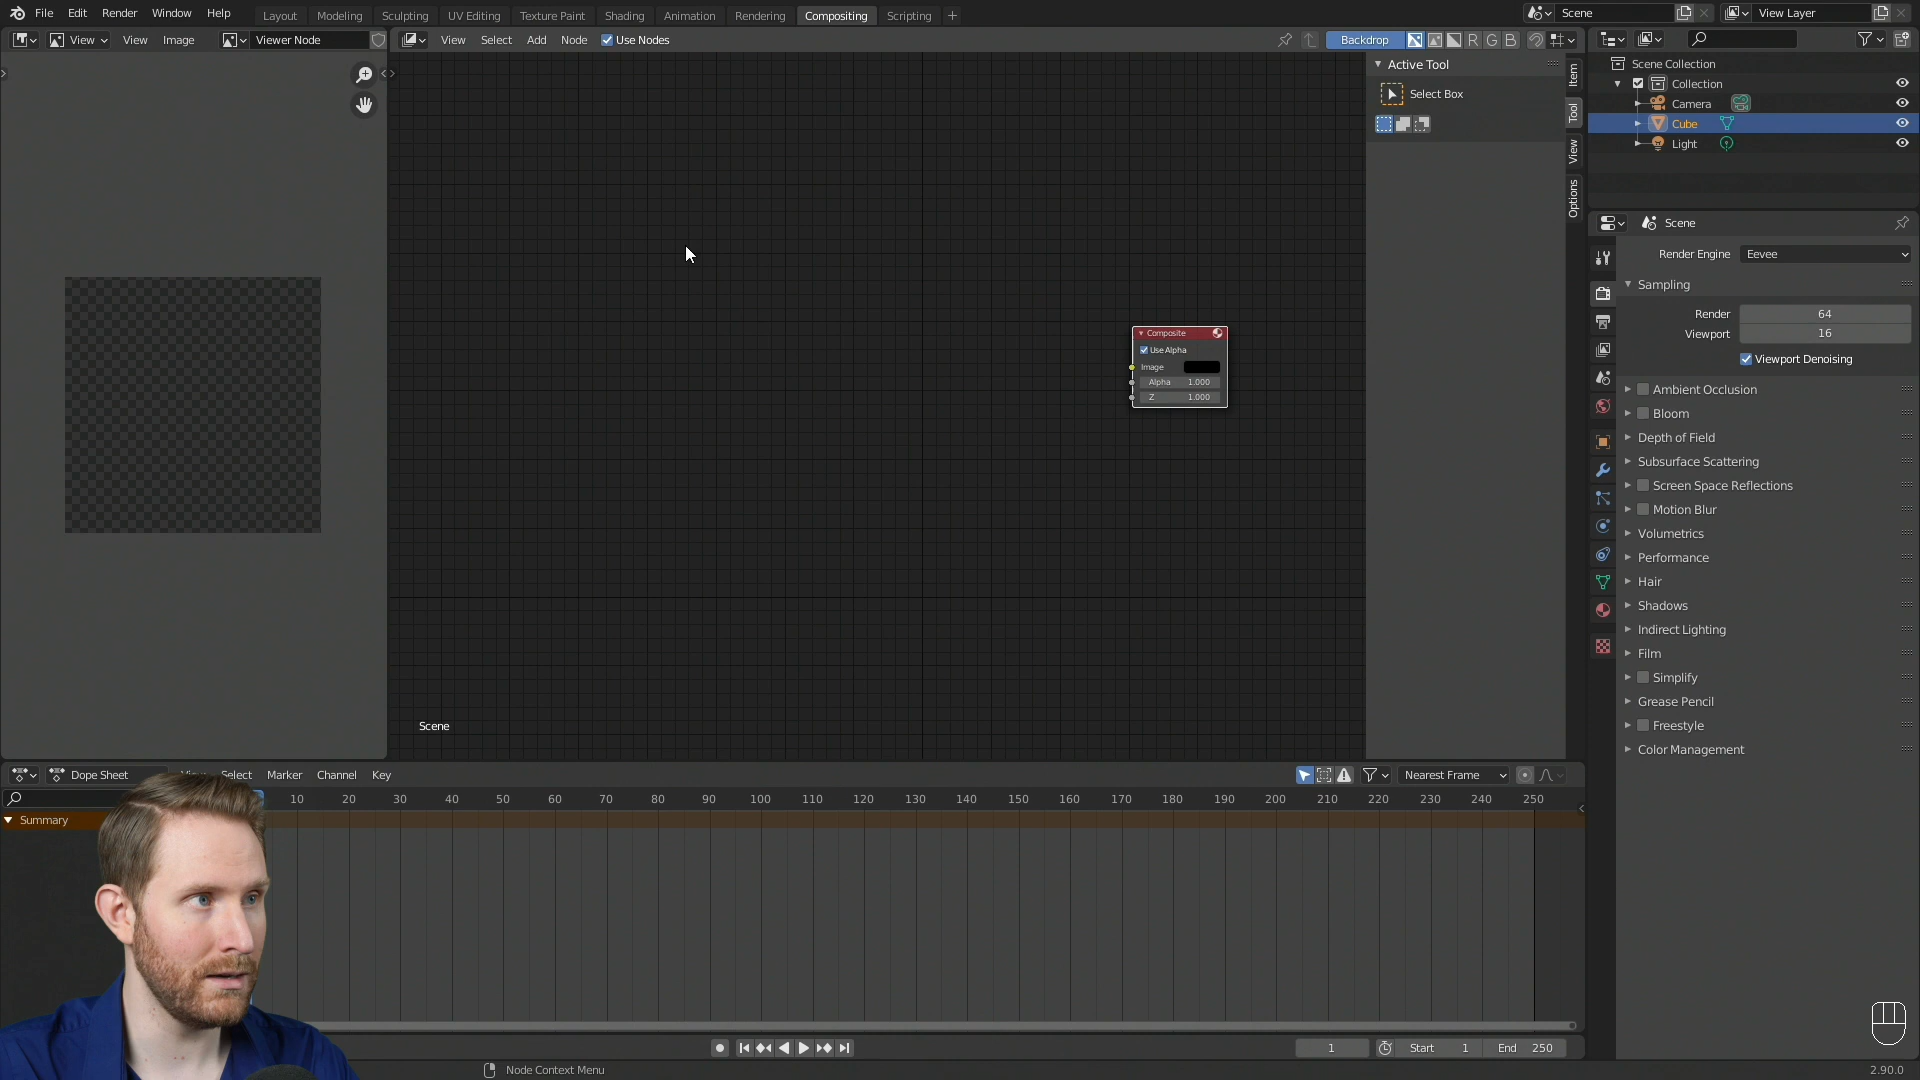 File Edit Render Window Help Layout Modeling Sculpting UV Editing Texture Paint Shading Animation Rendering Compositing Scripting + Scene View Layer
View View Image Viewer Node View Select Add Node Use Nodes Backdrop R G B
Active Tool
Select Box
Item
Tool
View
Options
Composite
Use Alpha
Image
Alpha 1.000
Z 1.000
Scene
Scene Collection
Collection
Camera
Cube
Light
Scene
Render Engine Eevee
Sampling
Render 64
Viewport 16
Viewport Denoising
Ambient Occlusion
Bloom
Depth of Field
Subsurface Scattering
Screen Space Reflections
Motion Blur
Volumetrics
Performance
Hair
Shadows
Indirect Lighting
Film
Simplify
Grease Pencil
Freestyle
Color Management
Dope Sheet Select Marker Channel Key Nearest Frame
10 20 30 40 50 60 70 80 90 100 110 120 130 140 150 160 170 180 190 200 210 220 230 240 250
Summary
1 Start 1 End 250
Node Context Menu 2.90.0